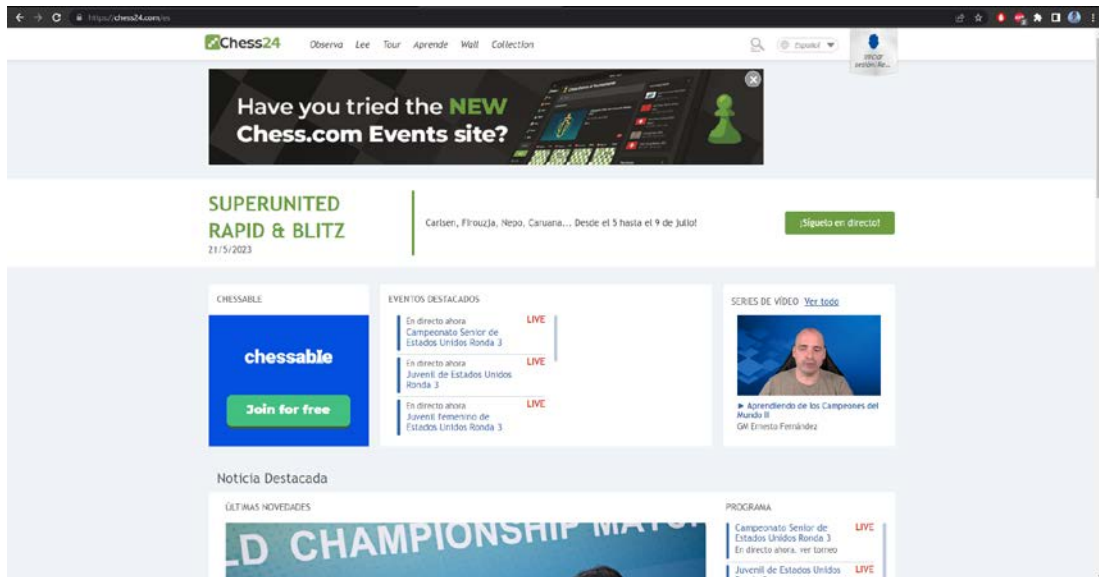 https://chess24.com/es
Chess24
Observa Lee Tour Aprende Wall Collection
Español
Iniciar
sesión/Re...
Have you tried the NEW
Chess.com Events site?
SUPERUNITED
RAPID & BLITZ
21/5/2023
Carlsen, Firouzja, Nepo, Caruana... Desde el 5 hasta el 9 de julio!
¡Síguelo en directo!
CHESSABLE
chessable
Join for free
EVENTOS DESTACADOS
En directo ahora LIVE
Campeonato Senior de
Estados Unidos Ronda 3
En directo ahora LIVE
Juvenil de Estados Unidos
Ronda 3
En directo ahora LIVE
Juvenil femenino de
Estados Unidos Ronda 3
SERIES DE VÍDEO Ver todo
► Aprendiendo de los Campeones del
Mundo II
GM Ernesto Fernández
Noticia Destacada
ÚLTIMAS NOVEDADES
LD CHAMPIONSHIP MATCH
PROGRAMA
Campeonato Senior de LIVE
Estados Unidos Ronda 3
En directo ahora. ver torneo
Juvenil de Estados Unidos LIVE